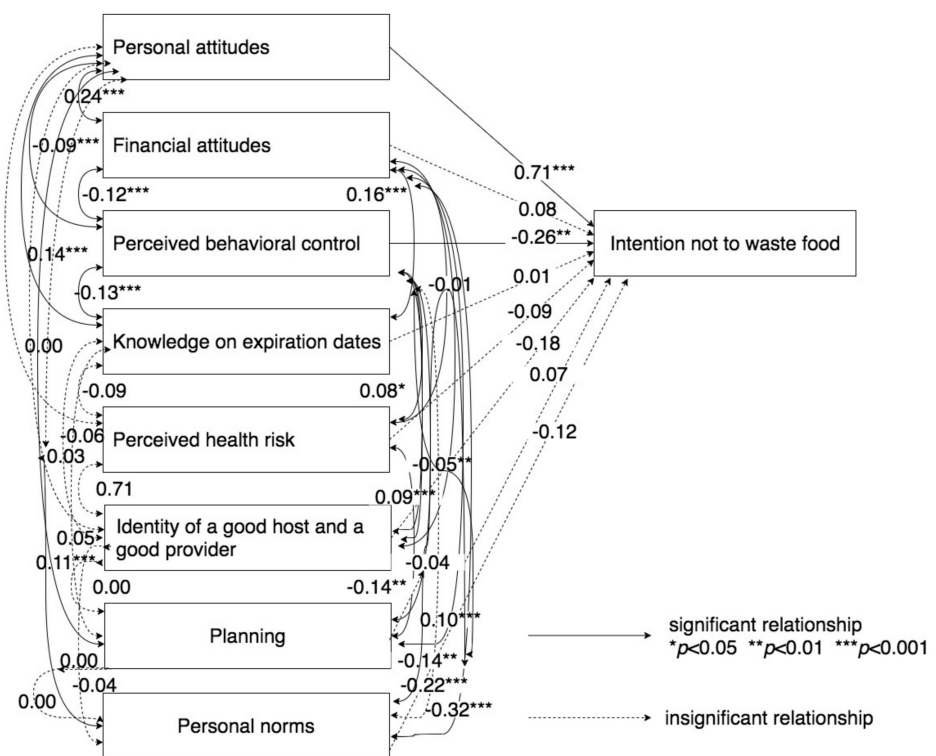 Personal attitudes
0.24***
-0.09***
Financial attitudes
0.71***
-0.12***
0.16***
0.08
-0.26**
Perceived behavioral control
Intention not to waste food
0.14***
0.01
-0.01
-0.13***
-0.09
0.00
Knowledge on expiration dates
-0.18
0.07
-0.09
0.08*
-0.12
-0.06
Perceived health risk
0.03
-0.05**
0.71
0.09***
0.05
Identity of a good host and a
good provider
0.11***
-0.04
0.00
-0.14**
0.10***
Planning
significant relationship
*p<0.05 **p<0.01 ***p<0.001
0.00
-0.14**
-0.04
-0.22***
0.00
-0.32***
Personal norms
insignificant relationship